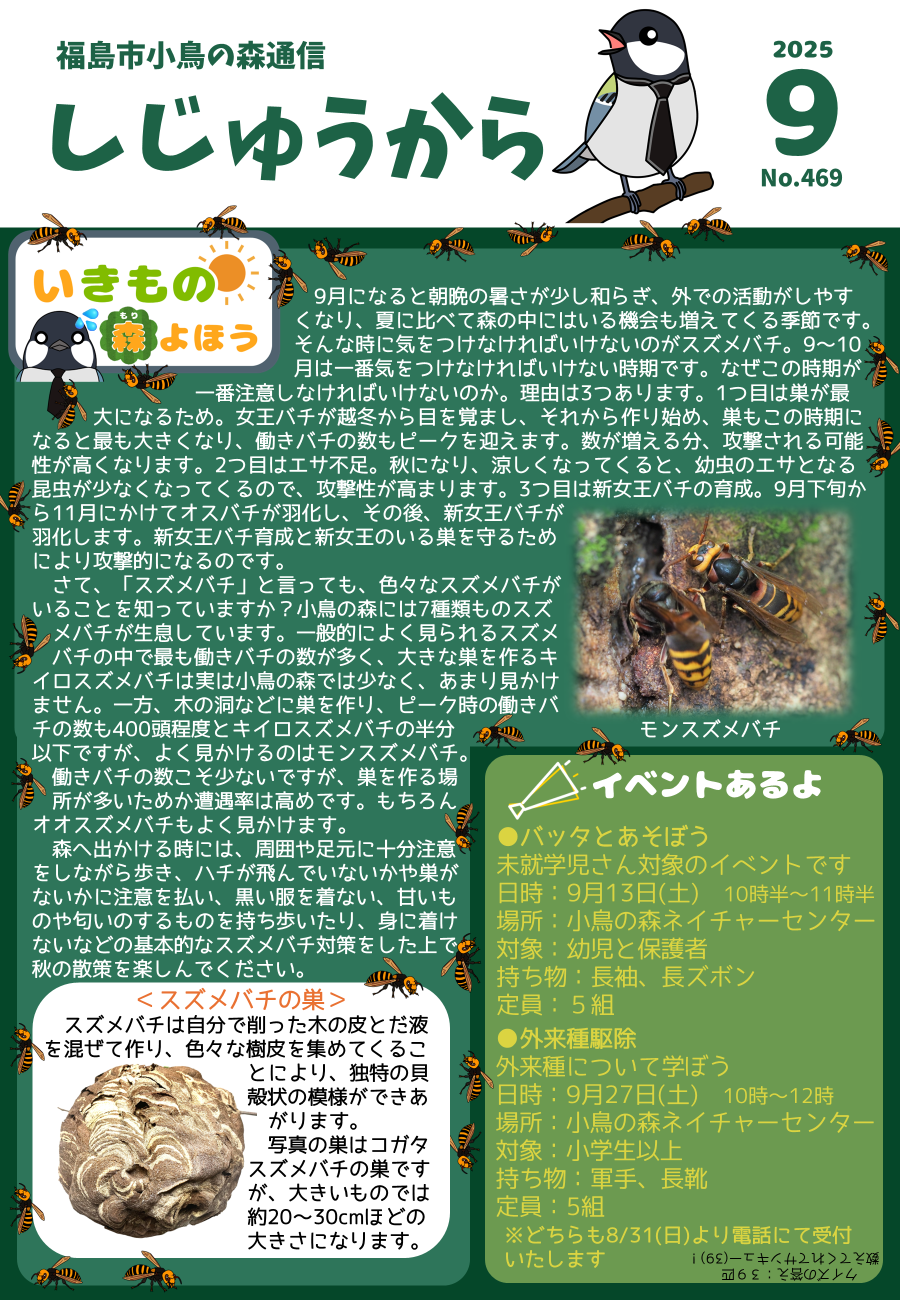 福島市小鳥の森通信
しじゅうから
2025
9
No.469
いきもの
森よほう
もり
9月になると朝晩の暑さが少し和らぎ、外での活動がしやす
くなり、夏に比べて森の中にはいる機会も増えてくる季節です。
そんな時に気をつけなければいけないのがスズメバチ。9〜10
月は一番気をつけなければいけない時期です。なぜこの時期が
一番注意しなければいけないのか。理由は3つあります。1つ目は巣が最
大になるため。女王バチが越冬から目を覚まし、それから作り始め、巣もこの時期に
なると最も大きくなり、働きバチの数もピークを迎えます。数が増える分、攻撃される可能
性が高くなります。2つ目はエサ不足。秋になり、涼しくなってくると、幼虫のエサとなる
昆虫が少なくなってくるので、攻撃性が高まります。3つ目は新女王バチの育成。9月下旬か
ら11月にかけてオスバチが羽化し、その後、新女王バチが
羽化します。新女王バチ育成と新女王のいる巣を守るため
により攻撃的になるのです。
さて、「スズメバチ」と言っても、色々なスズメバチが
いることを知っていますか？小鳥の森には7種類ものスズ
メバチが生息しています。一般的によく見られるスズメ
バチの中で最も働きバチの数が多く、大きな巣を作るキ
イロスズメバチは実は小鳥の森では少なく、あまり見かけ
ません。一方、木の洞などに巣を作り、ピーク時の働きバ
チの数も400頭程度とキイロスズメバチの半分
以下ですが、よく見かけるのはモンスズメバチ。
働きバチの数こそ少ないですが、巣を作る場
所が多いためか遭遇率は高めです。もちろん
オオスズメバチもよく見かけます。
森へ出かける時には、周囲や足元に十分注意
をしながら歩き、ハチが飛んでいないかや巣が
ないかに注意を払い、黒い服を着ない、甘いも
のや匂いのするものを持ち歩いたり、身に着け
ないなどの基本的なスズメバチ対策をした上で
秋の散策を楽しんでください。
モンスズメバチ
＜スズメバチの巣＞
スズメバチは自分で削った木の皮とだ液
を混ぜて作り、色々な樹皮を集めてくるこ
とにより、独特の貝
殻状の模様ができあ
がります。
写真の巣はコガタ
スズメバチの巣です
が、大きいものでは
約20〜30cmほどの
大きさになります。
イベントあるよ
●バッタとあそぼう
未就学児さん対象のイベントです
日時：9月13日(土) 10時半〜11時半
場所：小鳥の森ネイチャーセンター
対象：幼児と保護者
持ち物：長袖、長ズボン
定員：５組
●外来種駆除
外来種について学ぼう
日時：9月27日(土) 10時〜12時
場所：小鳥の森ネイチャーセンター
対象：小学生以上
持ち物：軍手、長靴
定員：5組
※どちらも8/31(日)より電話にて受付
いたします
クイズの答え：３９匹
教えてくれてサンキュー(39)！